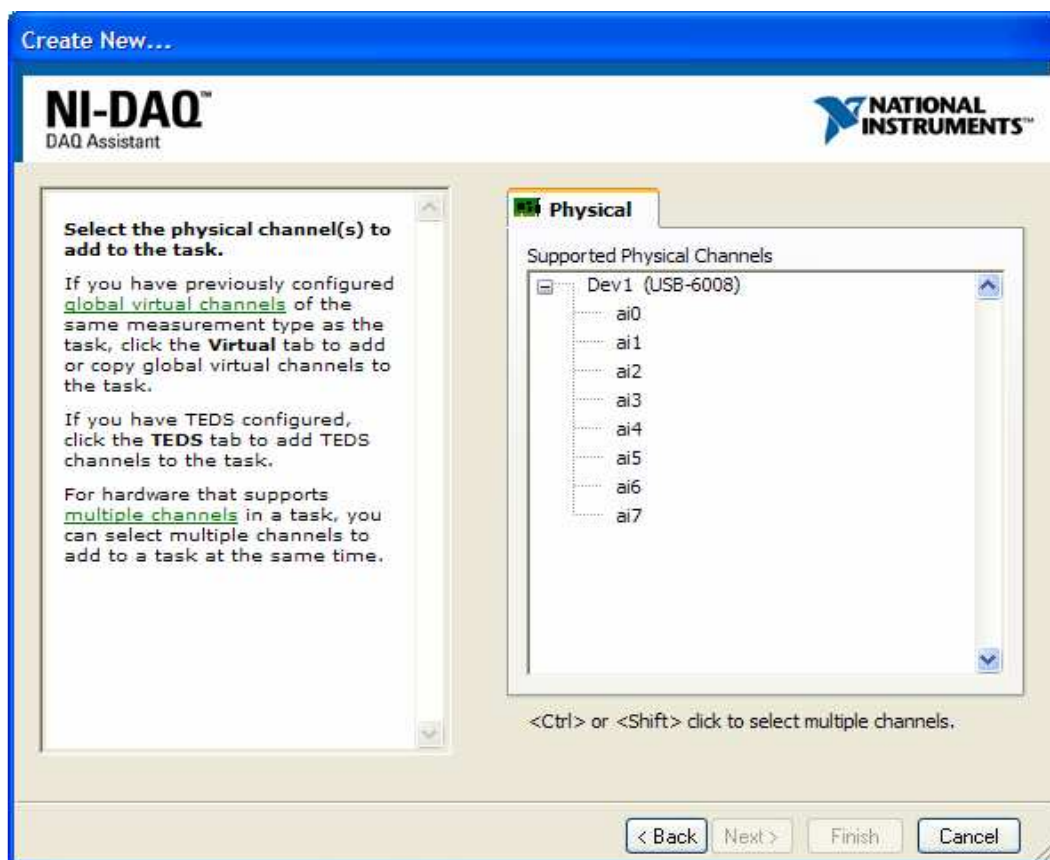 Create New...
NI-DAQ™
DAQ Assistant
NATIONAL
INSTRUMENTS™
Select the physical channel(s) to
add to the task.
If you have previously configured
global virtual channels of the
same measurement type as the
task, click the Virtual tab to add
or copy global virtual channels to
the task.
If you have TEDS configured,
click the TEDS tab to add TEDS
channels to the task.
For hardware that supports
multiple channels in a task, you
can select multiple channels to
add to a task at the same time.
Physical
Supported Physical Channels
Dev1 (USB-6008)
ai0
ai1
ai2
ai3
ai4
ai5
ai6
ai7
<Ctrl> or <Shift> click to select multiple channels.
< Back Next > Finish Cancel